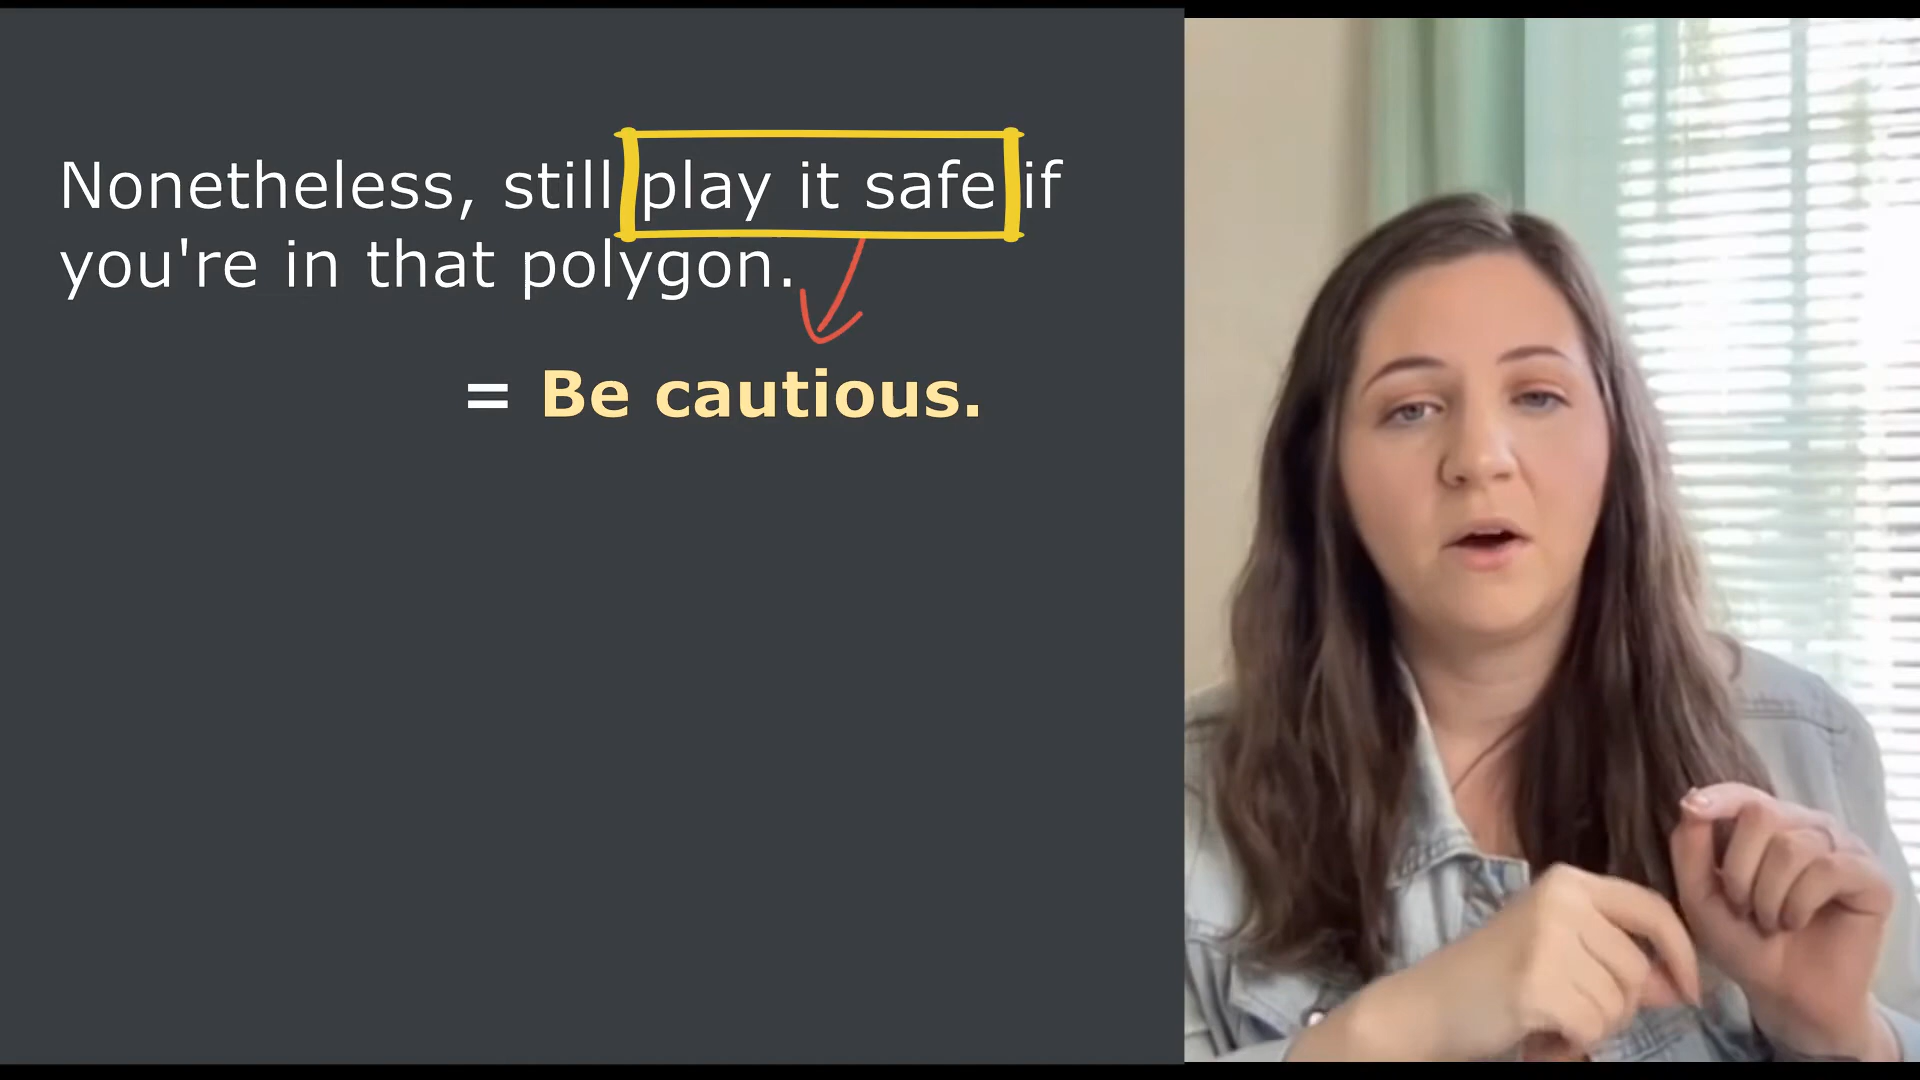 Nonetheless, still play it safe if
you're in that polygon.
= Be cautious.